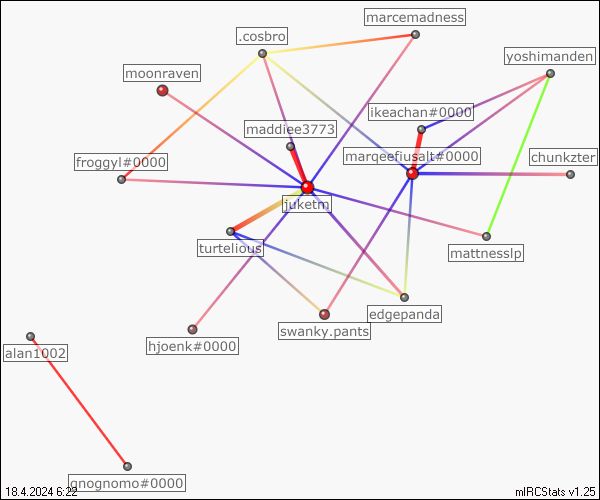 marcemadness
.cosbro
yoshimanden
moonraven
ikeachan#0000
maddiee3773
marqeefiusalt#0000
froggyl#0000
chunkzter
juketm
turtelious
mattnesslp
edgepanda
swanky.pants
hjoenk#0000
alan1002
gnognomo#0000
18.4.2024 6:22
mIRCStats v1.25